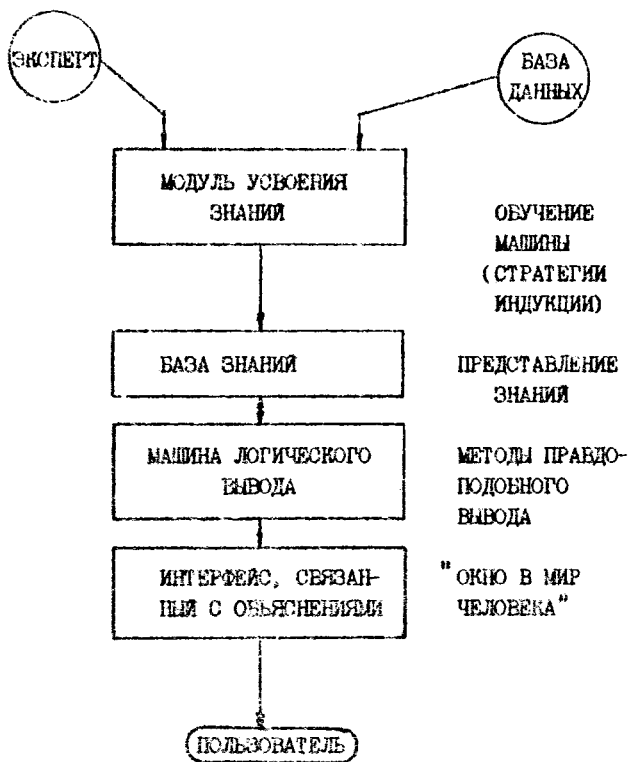 ЭКСПЕРТ
БАЗА
ДАННЫХ
МОДУЛЬ УСВОЕНИЯ
ЗНАНИЙ
ОБУЧЕНИЕ
МАШИНЫ
(СТРАТЕГИИ
ИНДУКЦИИ)
БАЗА ЗНАНИЙ
ПРЕДСТАВЛЕНИЕ
ЗНАНИЙ
МАШИНА ЛОГИЧЕСКОГО
ВЫВОДА
МЕТОДЫ ПРАВДО-
ПОДОБНОГО
ВЫВОДА
ИНТЕРФЕЙС, СВЯЗАН-
НЫЙ С ОБЪЯСНЕНИЯМИ
"ОКНО В МИР
ЧЕЛОВЕКА"
ПОЛЬЗОВАТЕЛЬ